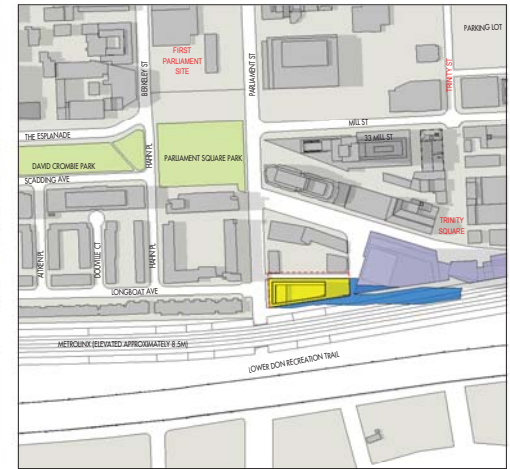 PARKING LOT
FIRST
PARLIAMENT
SITE
BERKELEY ST
PARLIAMENT ST
TRINITY ST
MILL ST
THE ESPLANADE
33 MILL ST
HAHN PL
PARLIAMENT SQUARE PARK
DAVID CROMBIE PARK
SCADDING AVE
TRINITY
SQUARE
AITKEN PL
DOUVILLE CT
HAHN PL
LONGBOAT AVE
METROLINX (ELEVATED APPROXIMATELY 8.5M)
LOWER DON RECREATION TRAIL